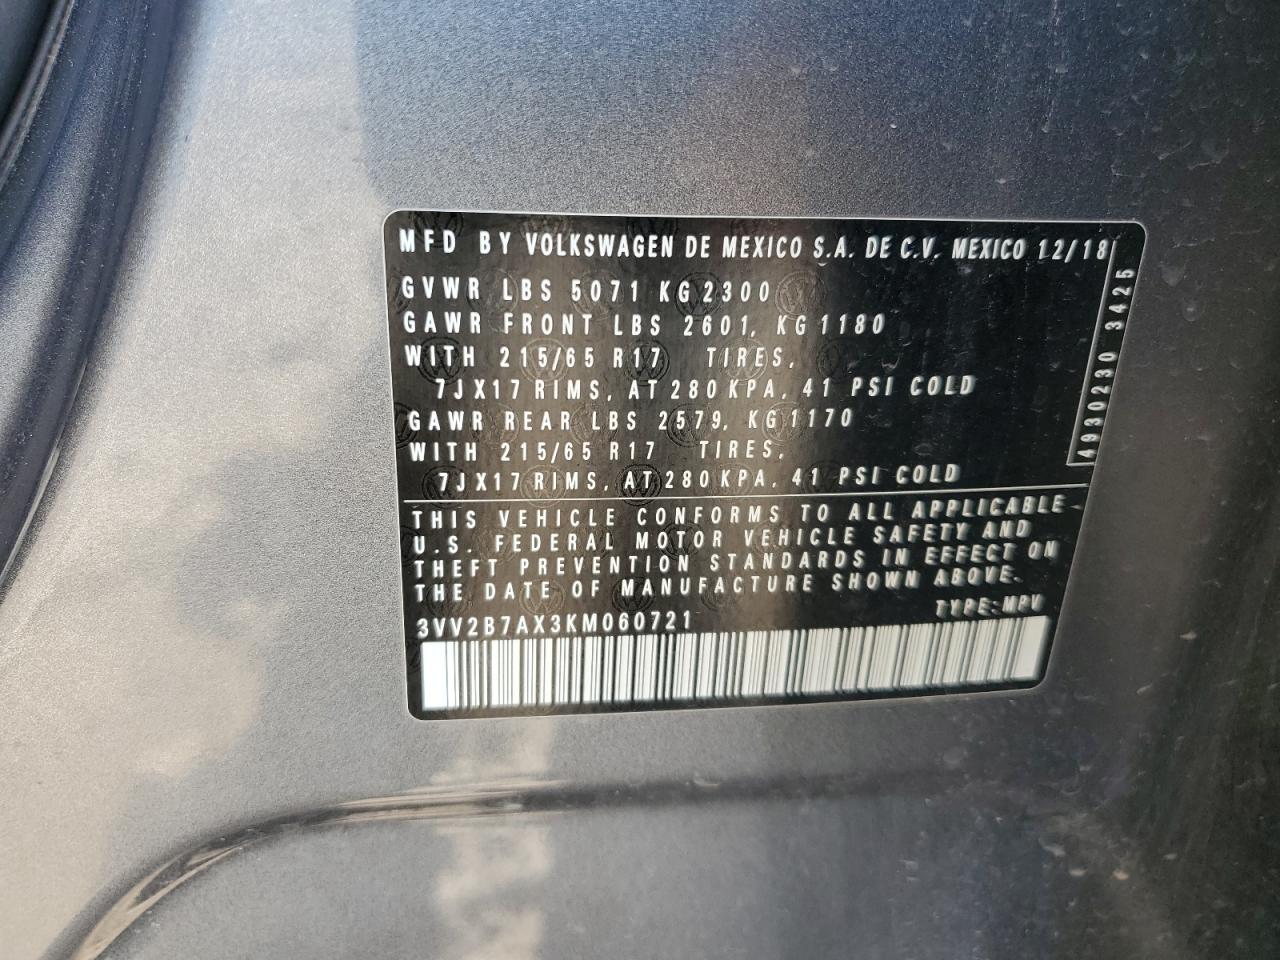 MFD BY VOLKSWAGEN DE MEXICO S.A. DE C.V. MEXICO 12/18
GVWR LBS 5071 KG 2300
GAWR FRONT LBS 2601, KG 1180
WITH 215/65 R17 TIRES,
7JX17 RIMS, AT 280 KPA, 41 PSI COLD
GAWR REAR LBS 2579, KG 1170
WITH 215/65 R17 TIRES,
7JX17 RIMS, AT 280 KPA, 41 PSI COLD
4930230 3425
THIS VEHICLE CONFORMS TO ALL APPLICABLE
U.S. FEDERAL MOTOR VEHICLE SAFETY AND
THEFT PREVENTION STANDARDS IN EFFECT ON
THE DATE OF MANUFACTURE SHOWN ABOVE.
3VV2B7AX3KM060721 TYPE:MPV